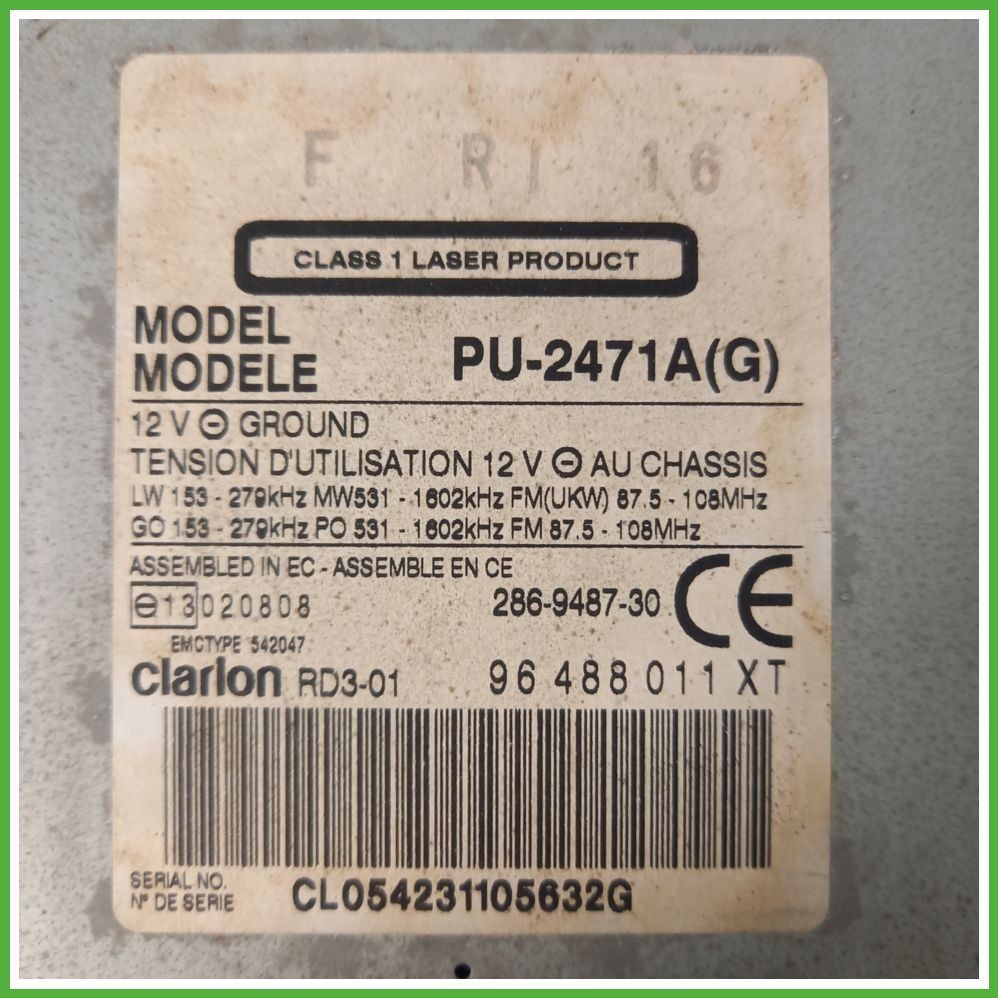 F RI 16
CLASS 1 LASER PRODUCT
MODEL
MODELE
PU-2471A(G)
12 V ⊖ GROUND
TENSION D'UTILISATION 12 V ⊖ AU CHASSIS
LW 153 - 279kHz MW531 - 1602kHz FM(UKW) 87.5 - 108MHz
GO 153 - 279kHz PO 531 - 1602kHz FM 87.5 - 108MHz
ASSEMBLED IN EC - ASSEMBLE EN CE
e13 020808
286-9487-30
CE
EMCTYPE 542047
Clarion RD3-01
96 488 011 XT
SERIAL NO.
N° DE SERIE
CL054231105632G